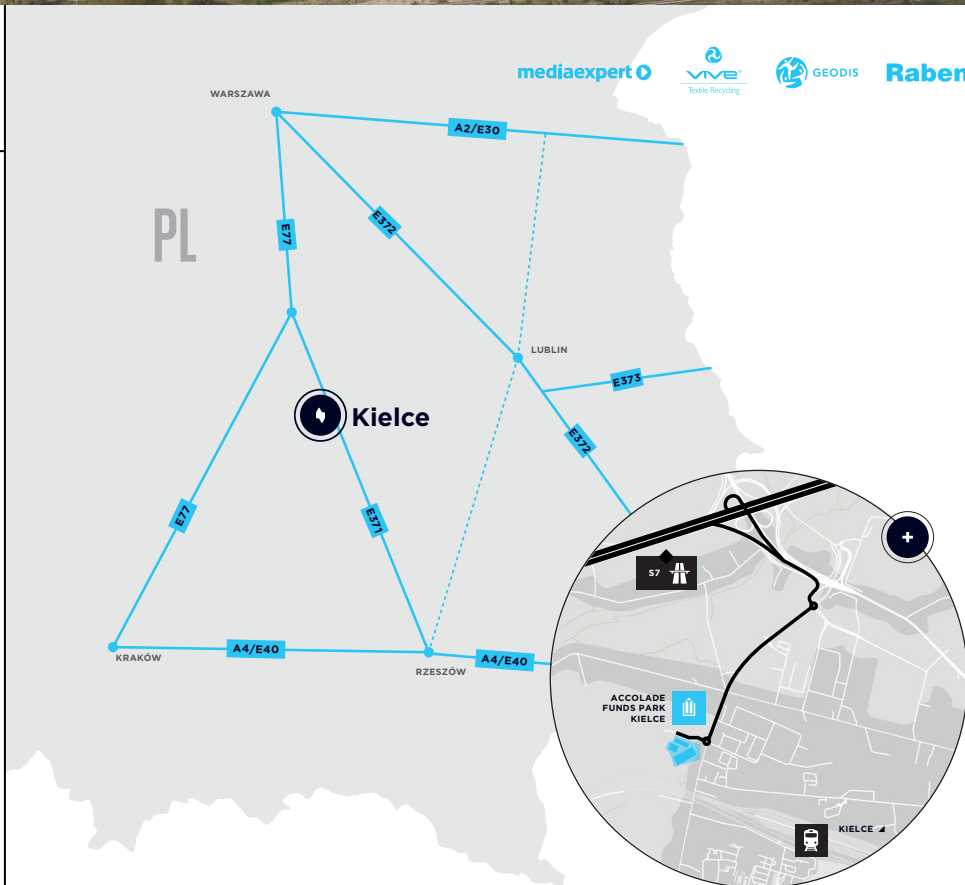 mediaexpert
VIVE®
Textile Recycling
GEODIS
Raben
WARSZAWA
A2/E30
PL
E77
E372
LUBLIN
E373
Kielce
E372
E77
E371
S7
KRAKÓW
A4/E40
RZESZÓW
A4/E40
ACCOLADE
FUNDS PARK
KIELCE
KIELCE